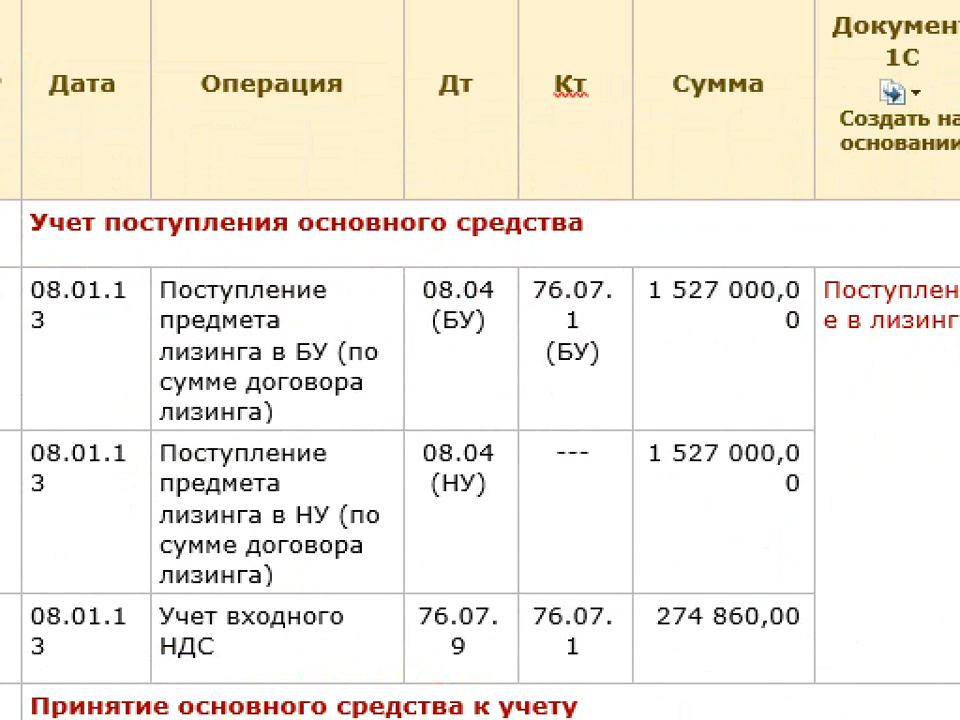 Дата
Операция
Дт
Кт
Сумма
Документ
1С
Создать на
основании
Учет поступления основного средства
08.01.1
3
Поступление
предмета
лизинга в БУ (по
сумме договора
лизинга)
08.04
(БУ)
76.07.
1
(БУ)
1 527 000,0
0
Поступлен
е в лизинг
08.01.1
3
Поступление
предмета
лизинга в НУ (по
сумме договора
лизинга)
08.04
(НУ)
---
1 527 000,0
0
08.01.1
3
Учет входного
НДС
76.07.
9
76.07.
1
274 860,00
Принятие основного средства к учету